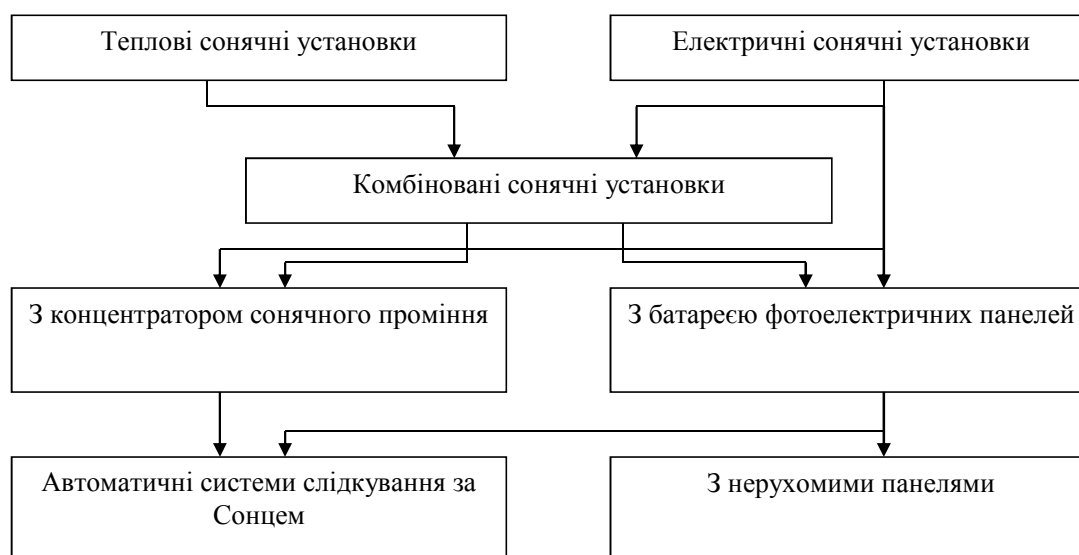 Теплові сонячні установки
Електричні сонячні установки
Комбіновані сонячні установки
З концентратором сонячного проміння
З батареєю фотоелектричних панелей
Автоматичні системи слідкування за
Сонцем
З нерухомими панелями